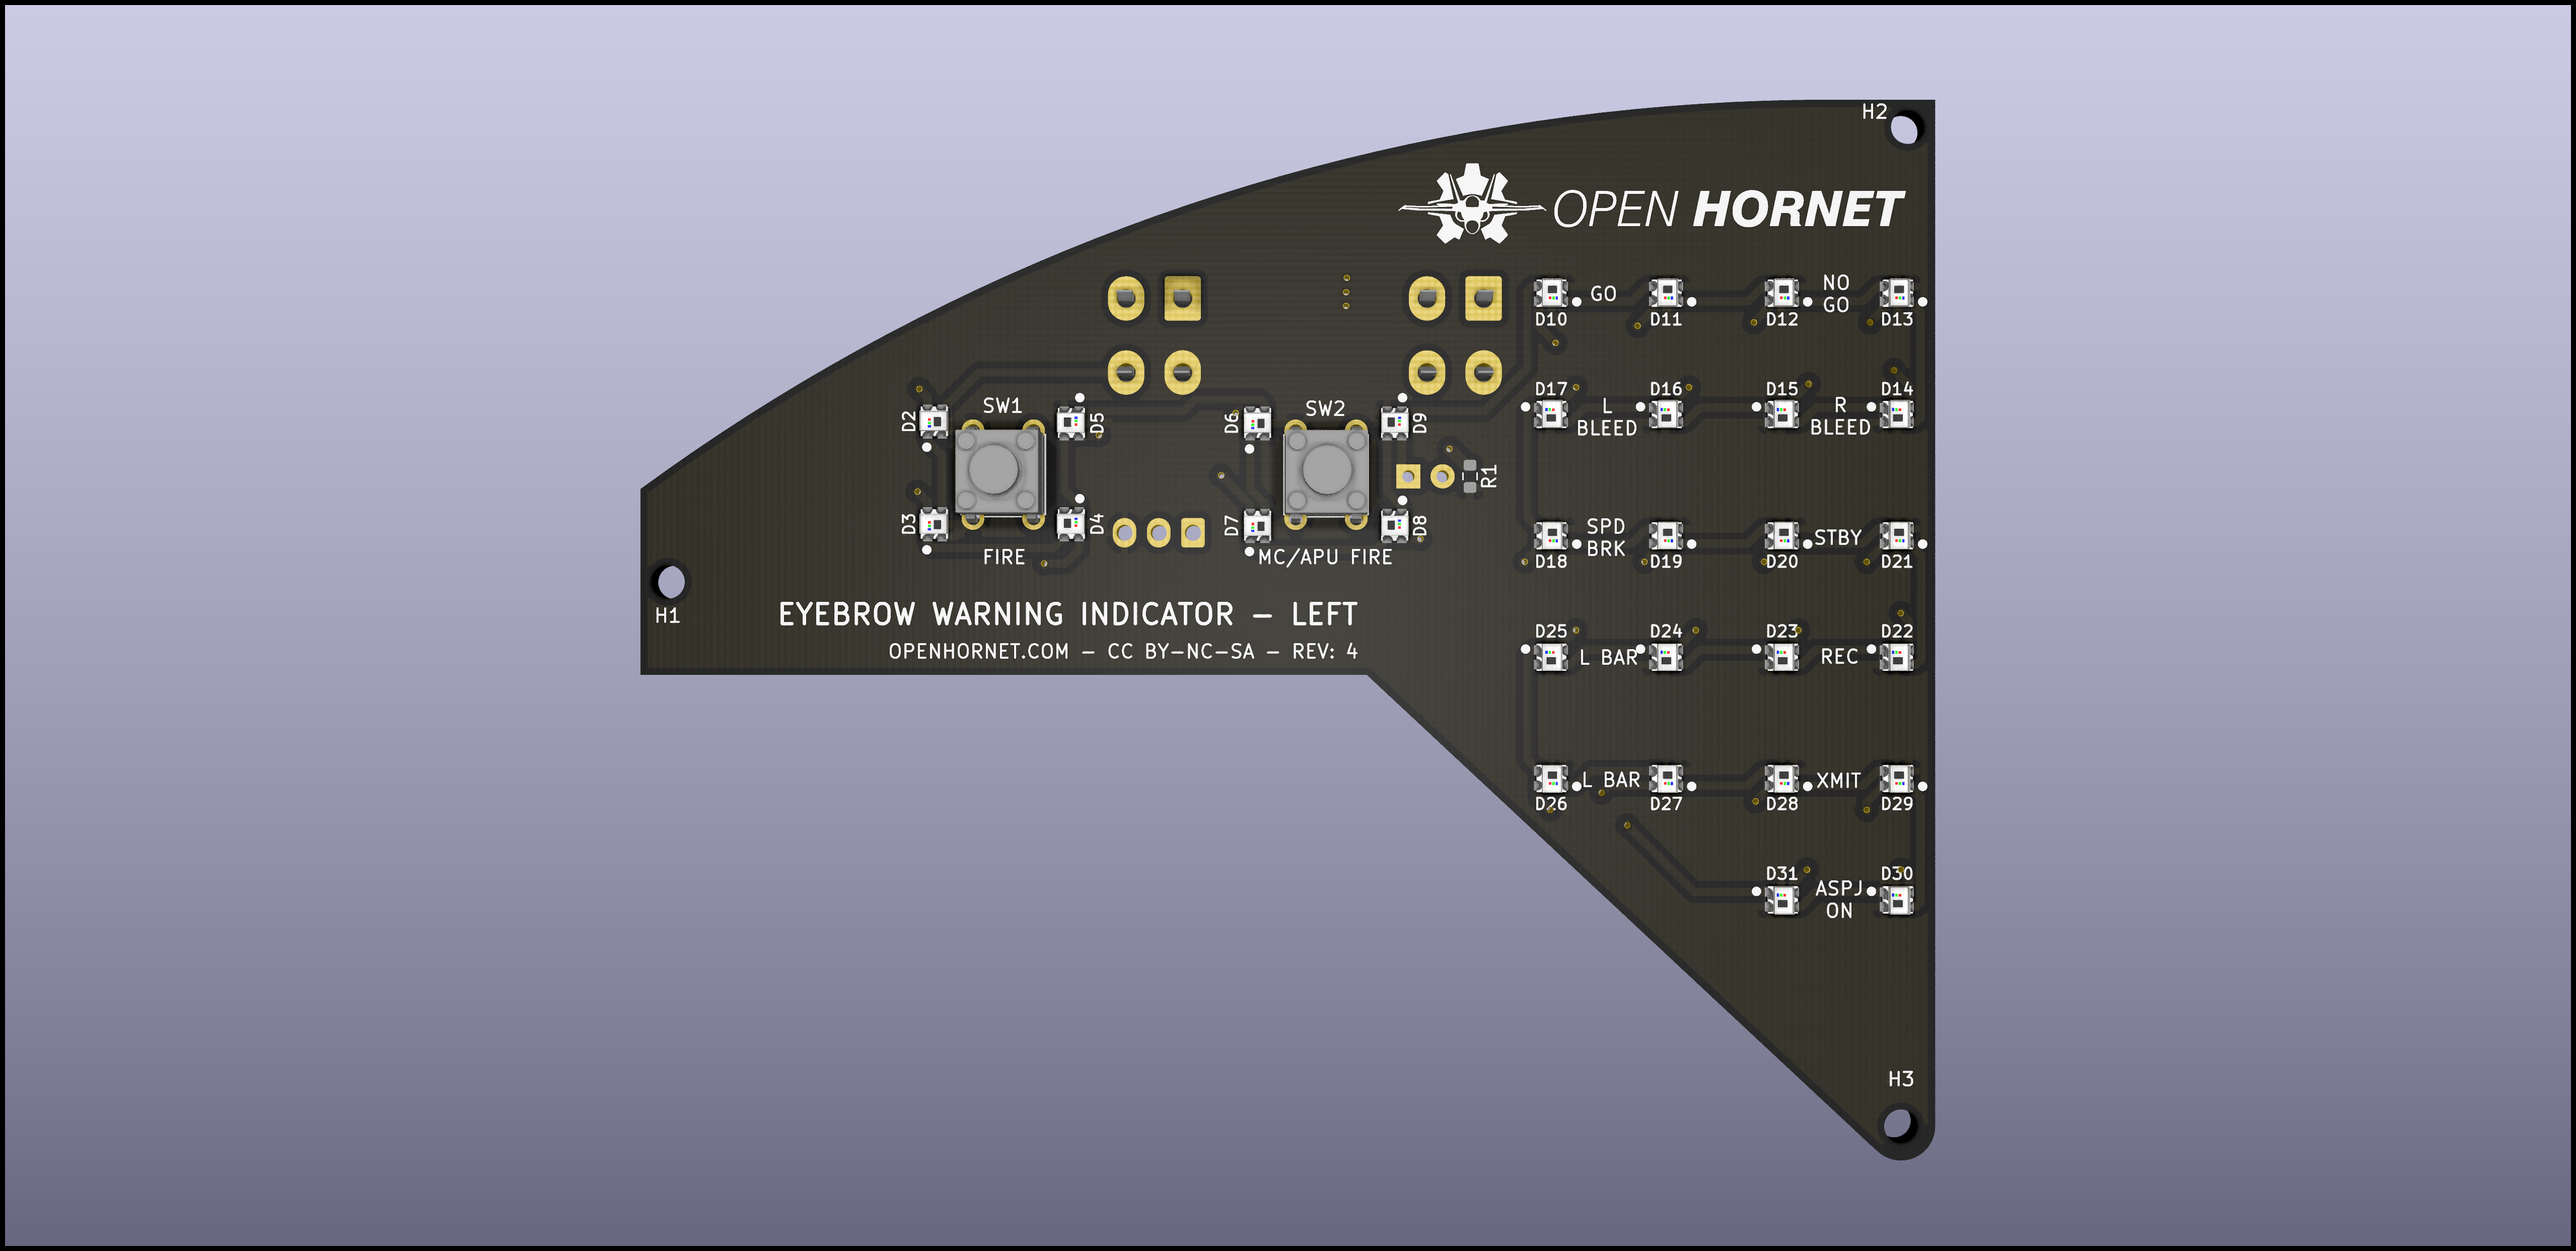 H2
OPEN HORNET
GO
NO
GO
D10
D11
D12
D13
D17
D16
D15
D14
L
BLEED
R
BLEED
SW1
SW2
D2
D5
D6
D9
R1
D3
D4
D7
D8
FIRE
MC/APU FIRE
SPD
BRK
STBY
D18
D19
D20
D21
H1
EYEBROW WARNING INDICATOR - LEFT
OPENHORNET.COM - CC BY-NC-SA - REV: 4
D25
D24
D23
D22
L BAR
REC
L BAR
XMIT
D26
D27
D28
D29
D31
D30
ASPJ
ON
H3